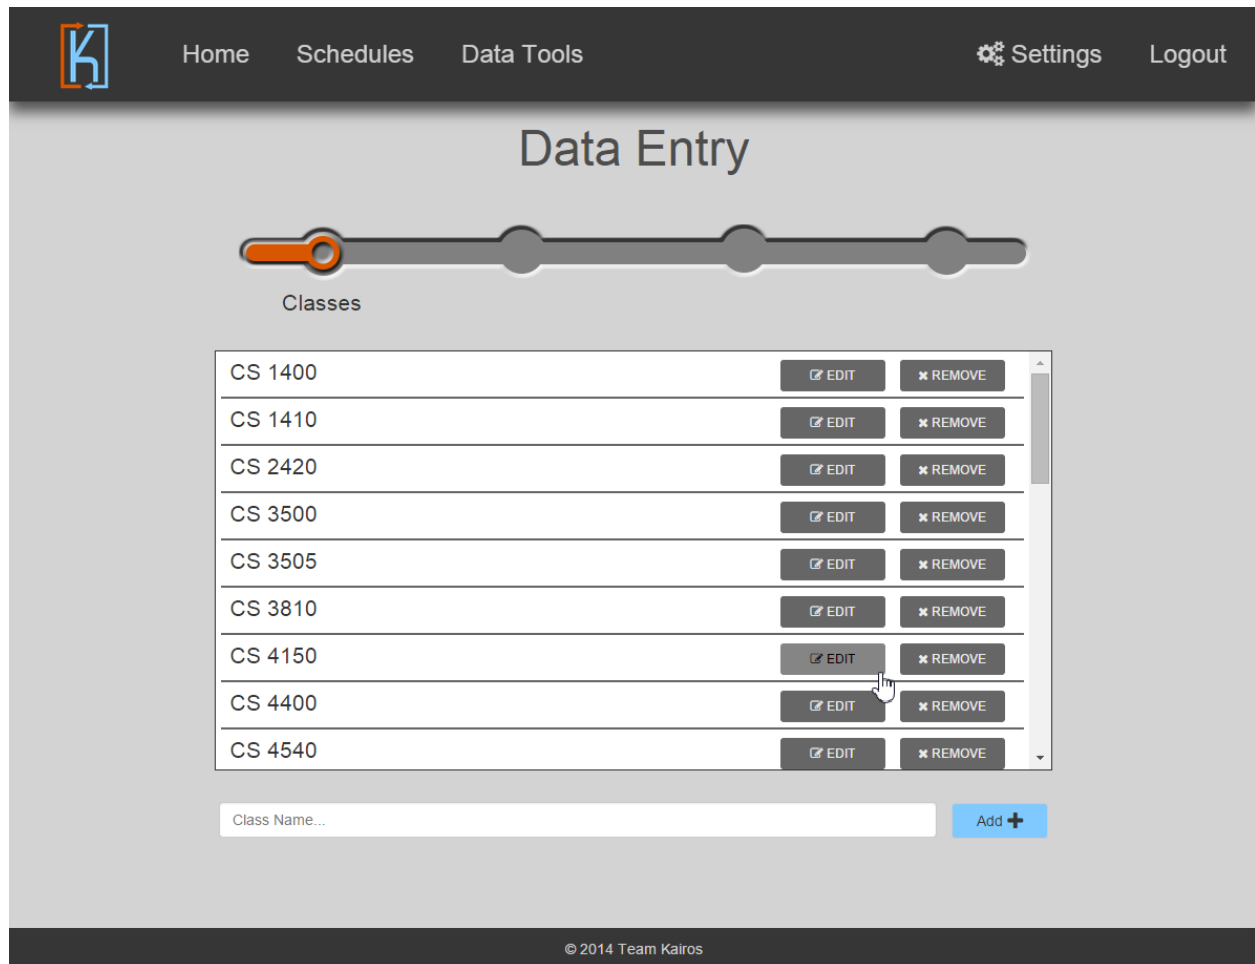 Home Schedules Data Tools Settings Logout
Data Entry
Classes
CS 1400 EDIT REMOVE
CS 1410 EDIT REMOVE
CS 2420 EDIT REMOVE
CS 3500 EDIT REMOVE
CS 3505 EDIT REMOVE
CS 3810 EDIT REMOVE
CS 4150 EDIT REMOVE
CS 4400 EDIT REMOVE
CS 4540 EDIT REMOVE
Class Name... Add
© 2014 Team Kairos